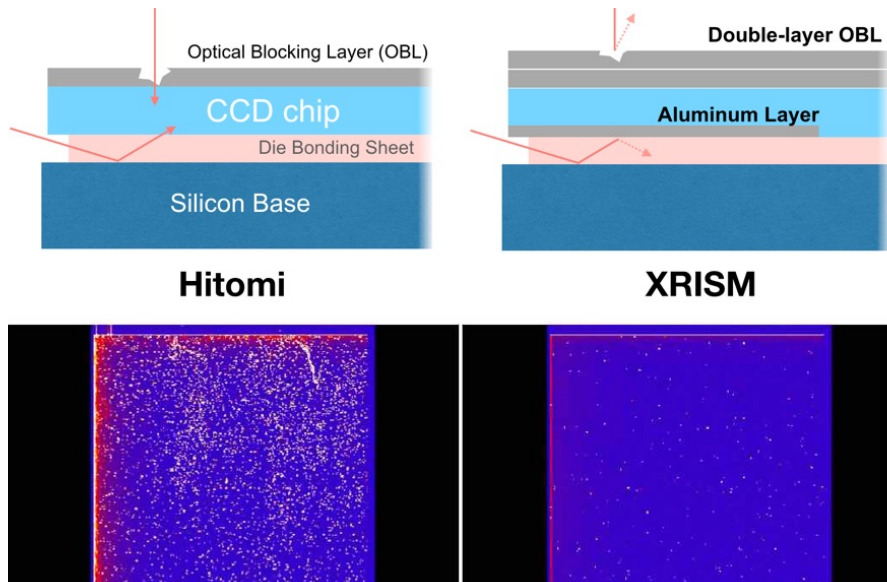 Optical Blocking Layer (OBL)
CCD chip
Die Bonding Sheet
Silicon Base
Hitomi
Double-layer OBL
Aluminum Layer
XRISM